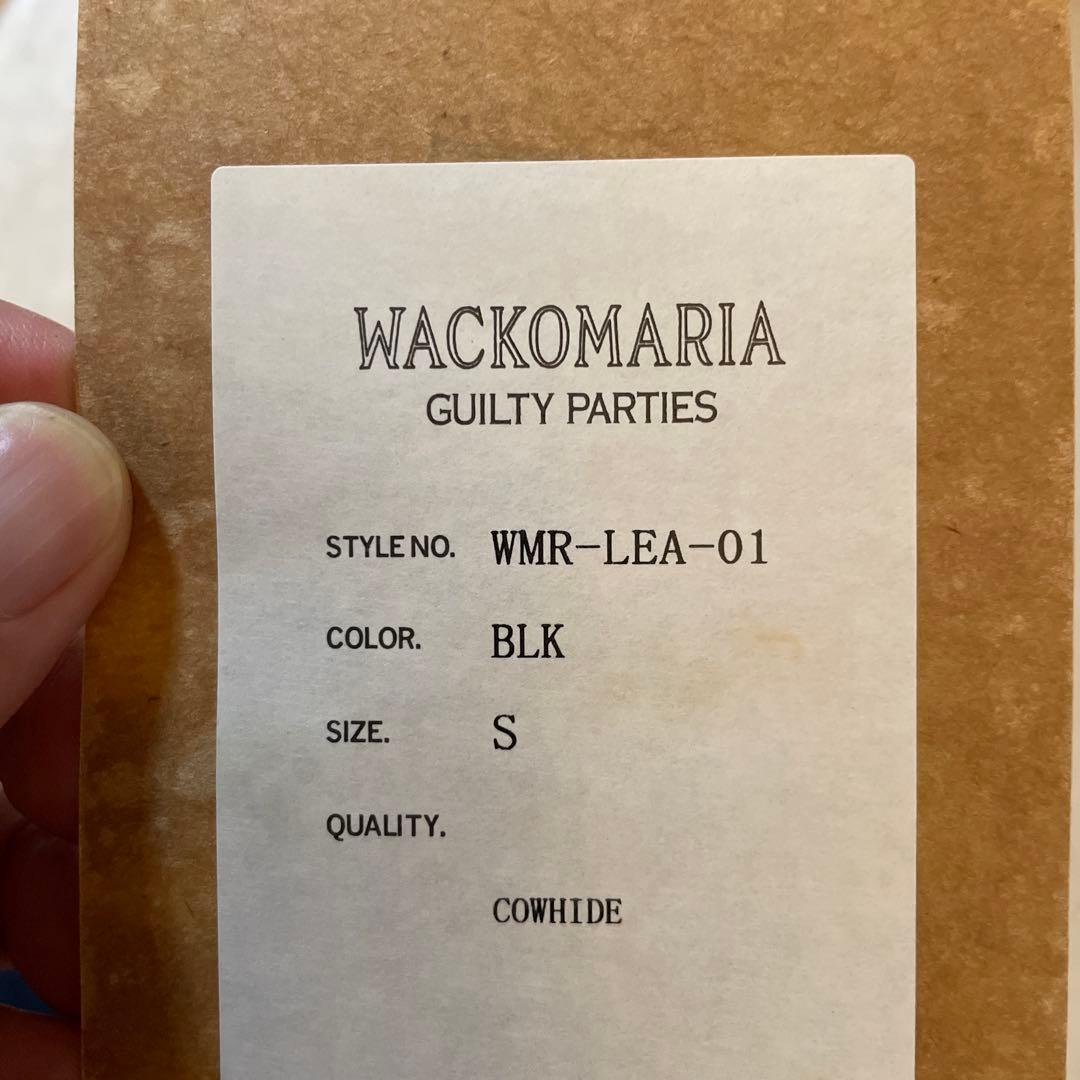 WACKOMARIA
GUILTY PARTIES
STYLE NO. WMR-LEA-01
COLOR. BLK
SIZE. S
QUALITY.
COWHIDE